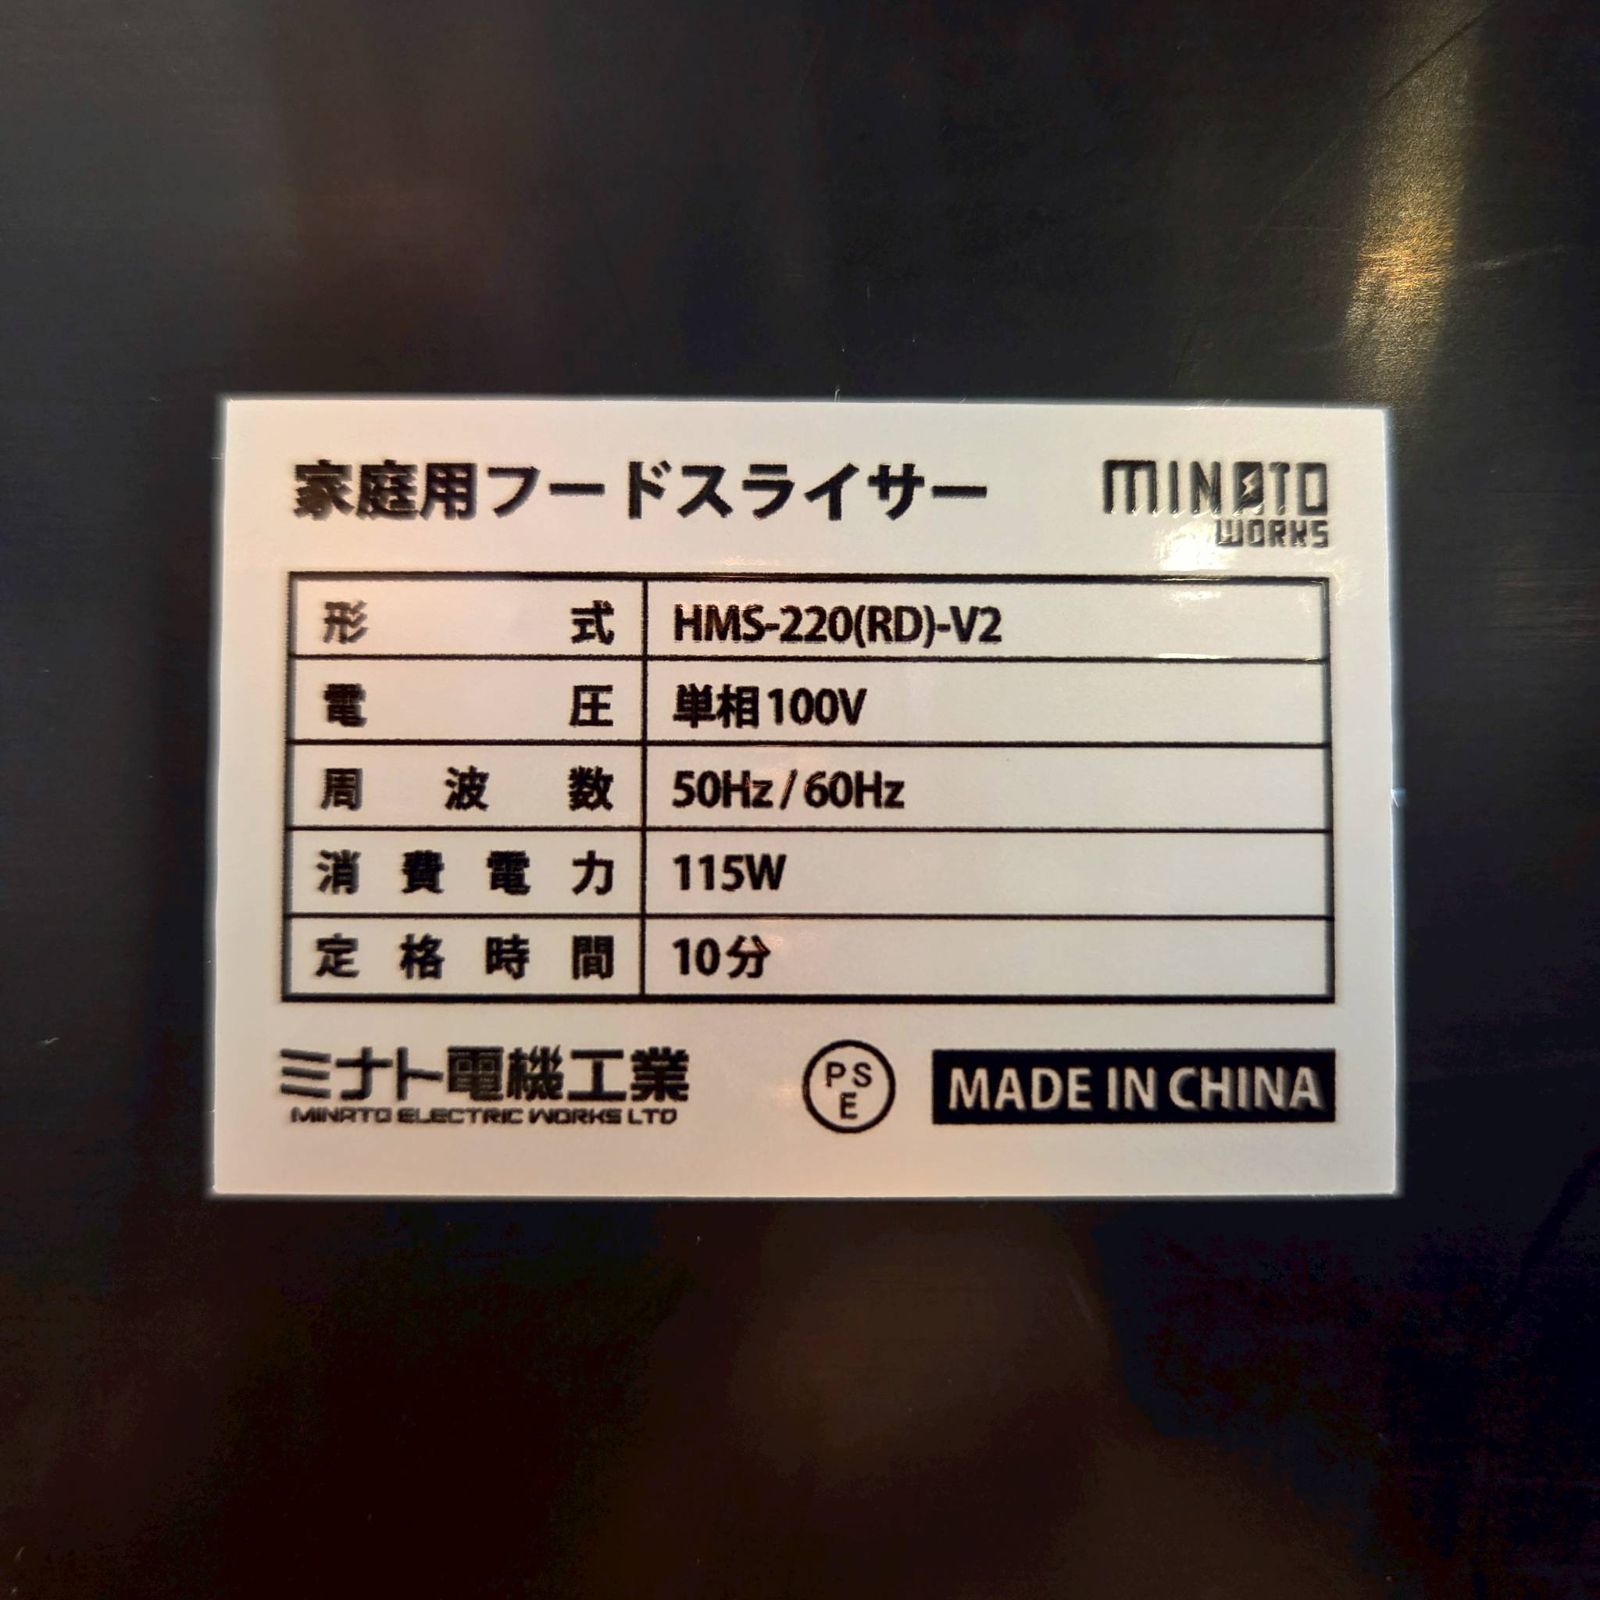 家庭用フードスライサー
MINATO
WORKS
形式 HMS-220(RD)-V2
電圧 単相100V
周波数 50Hz/60Hz
消費電力 115W
定格時間 10分
ミナト電機工業
MINATO ELECTRIC WORKS LTD
PS
E
MADE IN CHINA